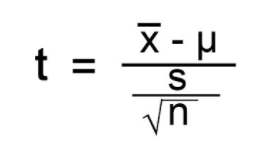 t = x̄ - μ
s
√n